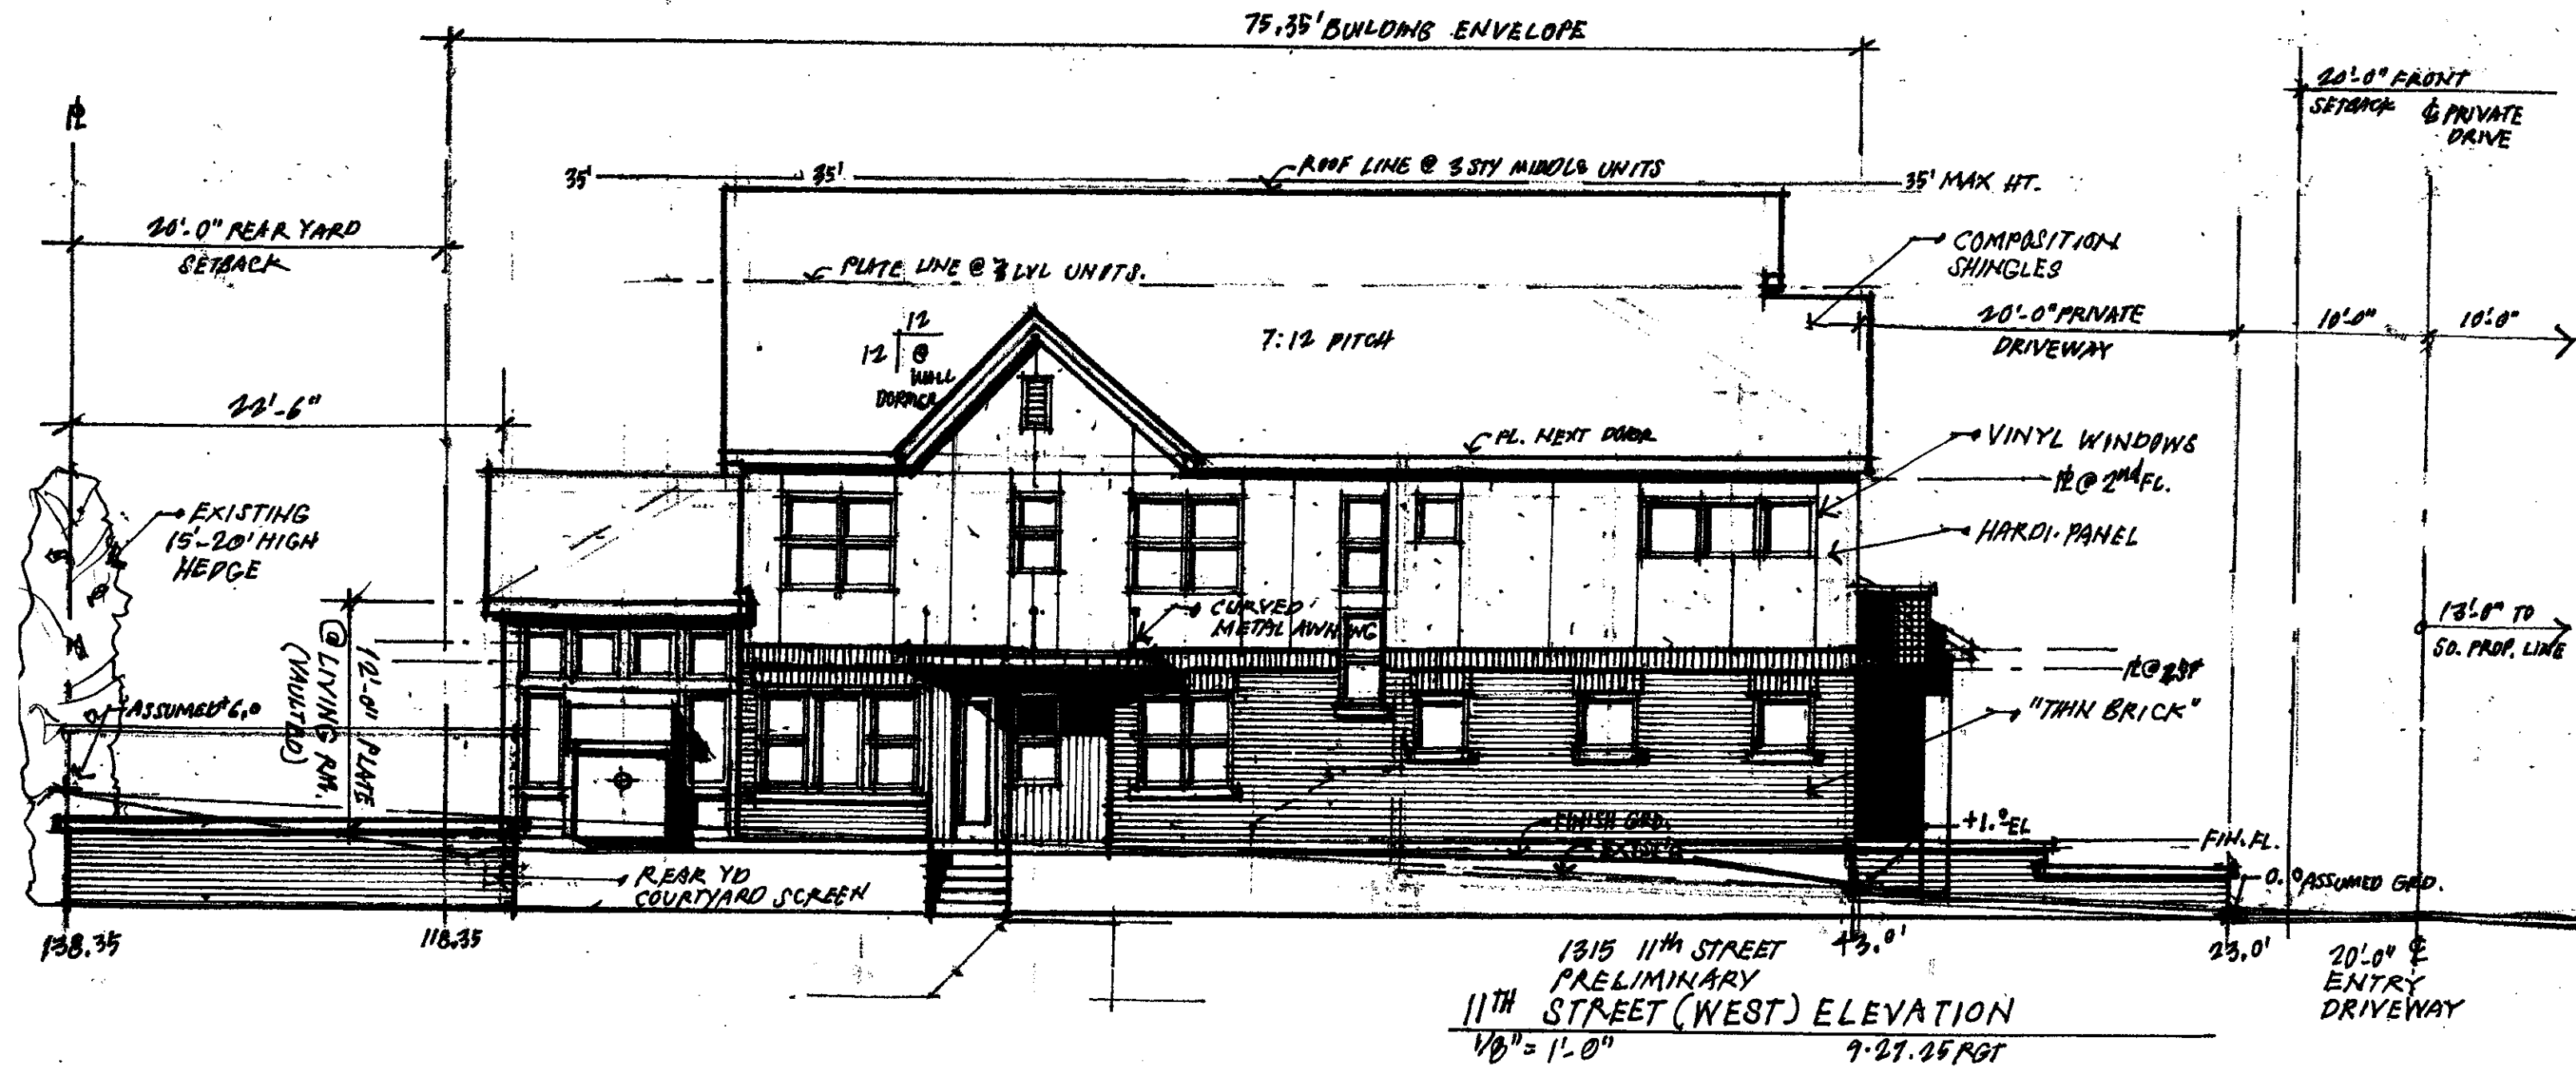 75.35' BUILDING ENVELOPE
20'-0" FRONT
SETBACK
℄ PRIVATE
DRIVE
℄
35'
35'
ROOF LINE @ 3 STY MIDDLE UNITS
35' MAX HT.
20'-0" REAR YARD
SETBACK
COMPOSITION
SHINGLES
PLATE LINE @ 3 LVL UNITS.
12
12
@
WALL
DORMER
7:12 PITCH
20'-0" PRIVATE
DRIVEWAY
10'-0"
10'-0"
22'-6"
PL. NEXT DOOR
VINYL WINDOWS
℄ @ 2nd FL.
EXISTING
15'-20' HIGH
HEDGE
HARDI-PANEL
CURVED
METAL AWNING
13'-0" TO
SO. PROP. LINE
12'-0" PLATE
@ LIVING RM.
(VAULTED)
"THIN BRICK"
FINISH GRD.
+1.0 EL
FIN. FL.
REAR YD
COURTYARD SCREEN
0.0 ASSUMED GRD.
138.35
118.35
43.0'
23.0'
20'-0" ℄
ENTRY
DRIVEWAY
1315 11th STREET
PRELIMINARY
11TH STREET (WEST) ELEVATION
1/8" = 1'-0"
9.27.25 RGT